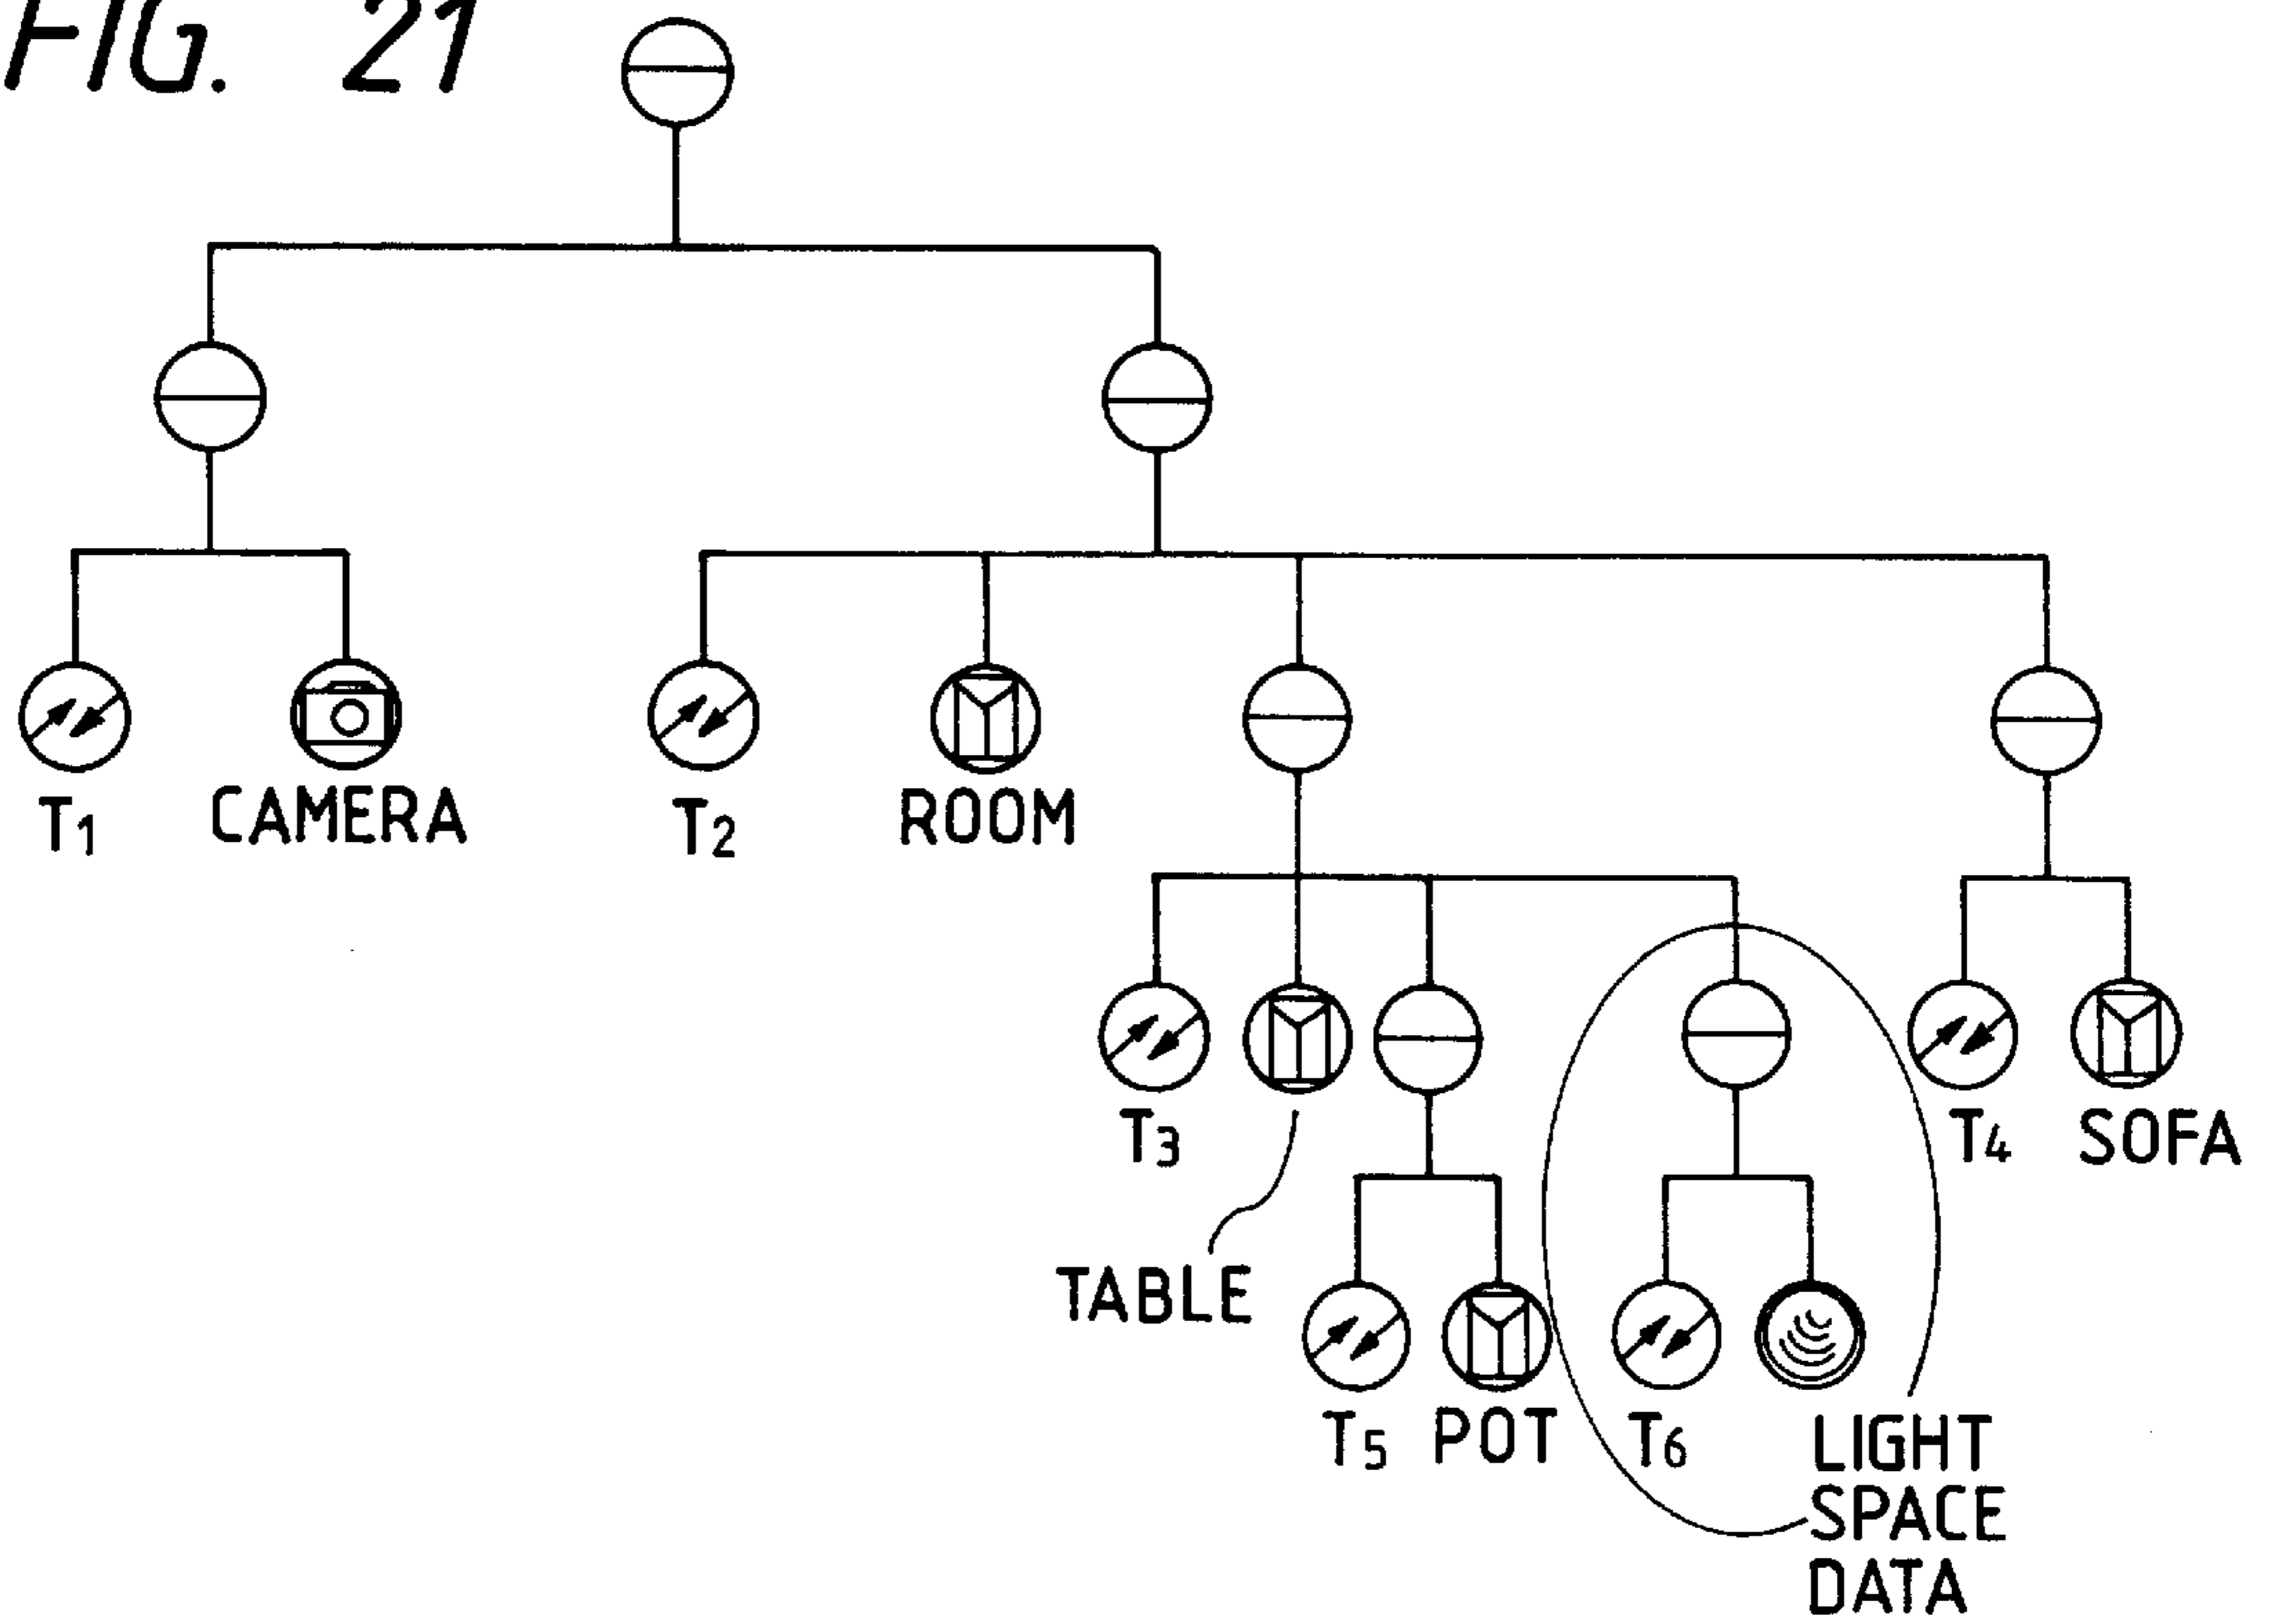 FIG. 21
T1 CAMERA T2 ROOM
T3 T4 SOFA
TABLE
T5 POT T6 LIGHT
SPACE
DATA